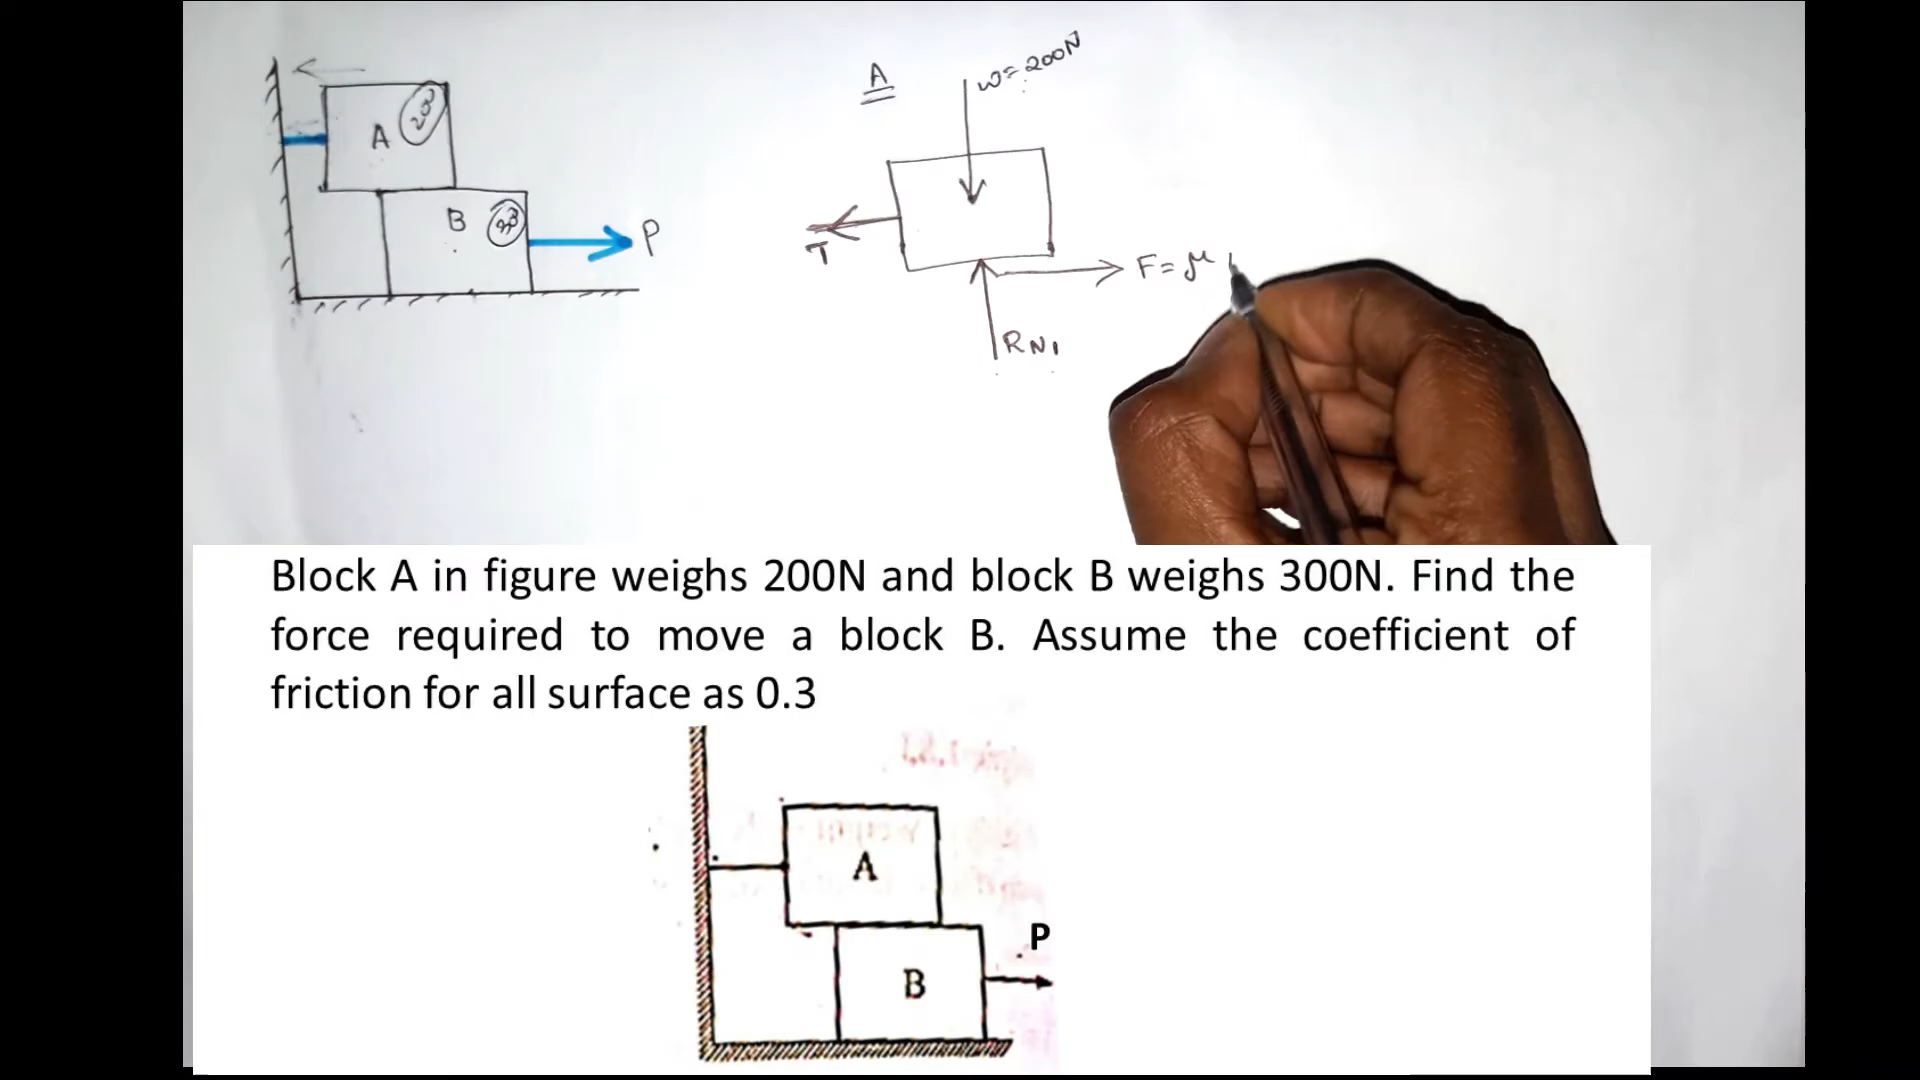 A
200
B
P
A
W=200N
T
F=μ
RN1
Block A in figure weighs 200N and block B weighs 300N. Find the
force required to move a block B. Assume the coefficient of
friction for all surface as 0.3
A
B
P